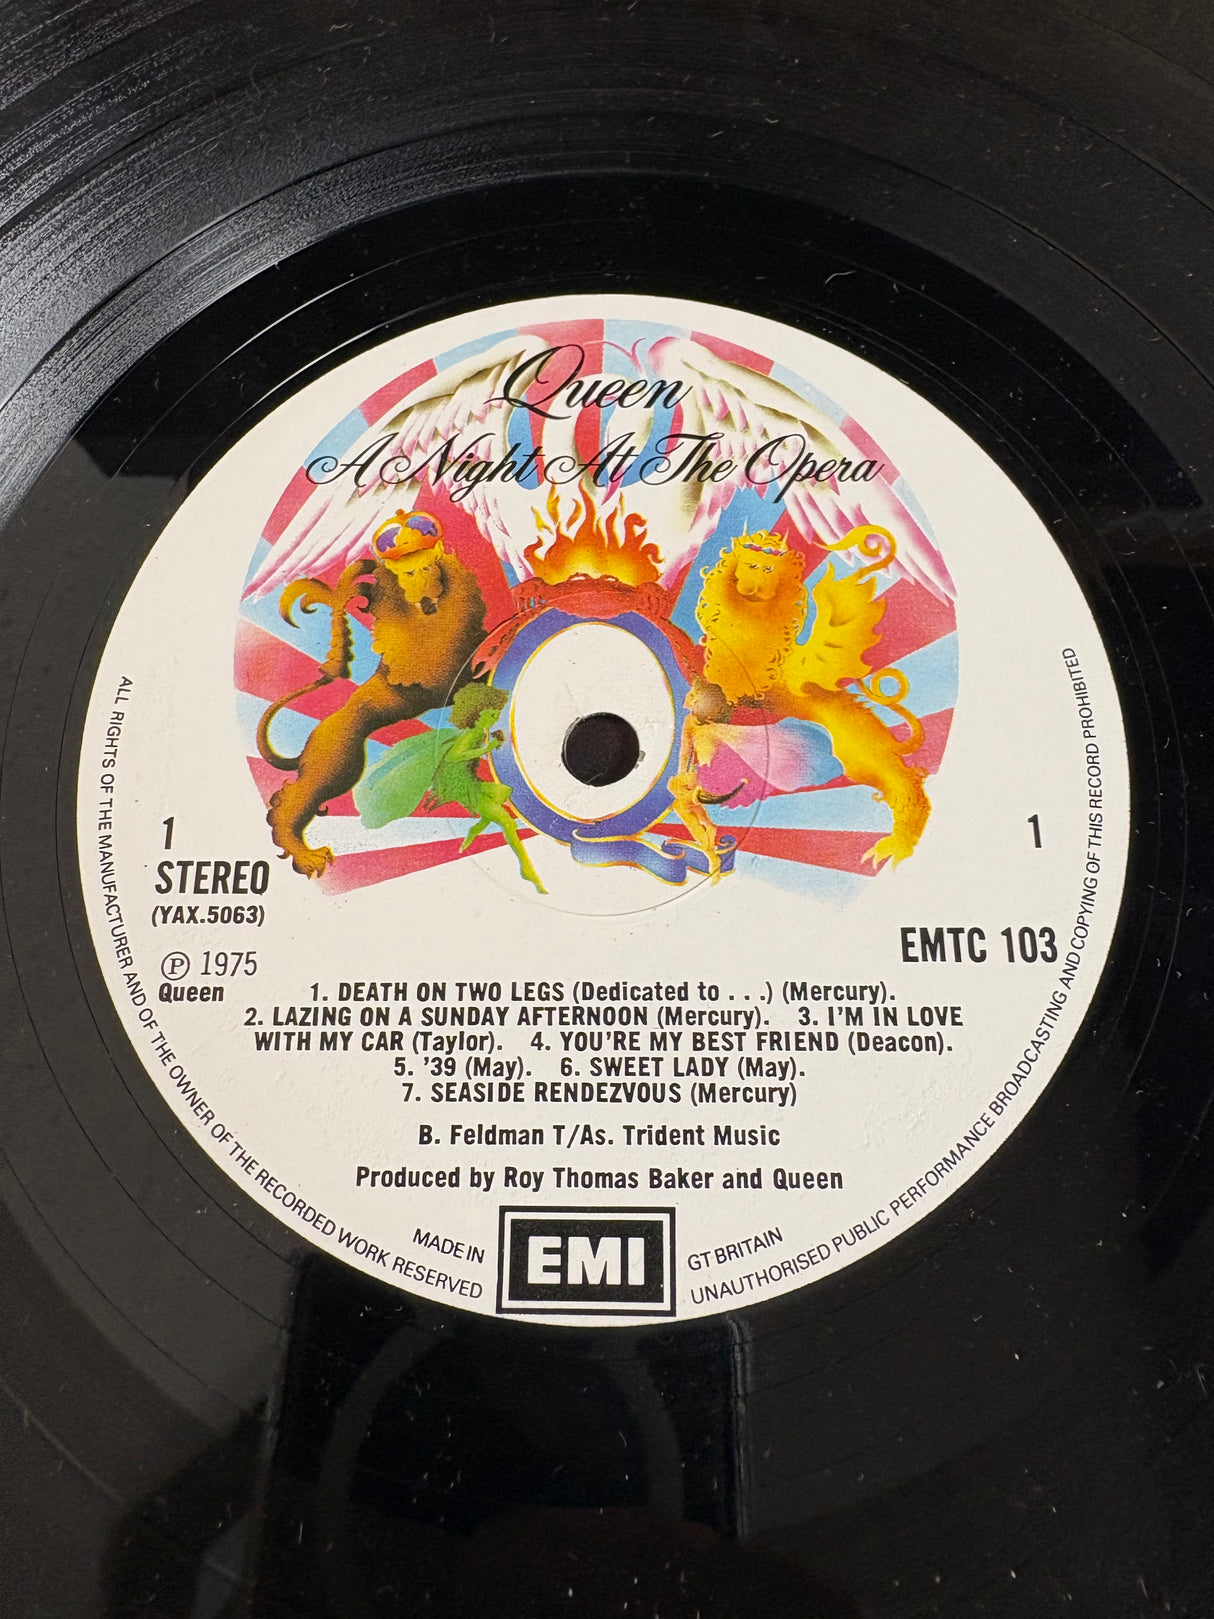 Queen
A Night At The Opera
1
STEREO
(YAX.5063)
1
EMTC 103
Ⓟ 1975
Queen
1. DEATH ON TWO LEGS (Dedicated to . . .) (Mercury).
2. LAZING ON A SUNDAY AFTERNOON (Mercury). 3. I'M IN LOVE
WITH MY CAR (Taylor). 4. YOU'RE MY BEST FRIEND (Deacon).
5. '39 (May). 6. SWEET LADY (May).
7. SEASIDE RENDEZVOUS (Mercury)
B. Feldman T/As. Trident Music
Produced by Roy Thomas Baker and Queen
MADE IN
EMI
GT·BRITAIN
ALL RIGHTS OF THE MANUFACTURER AND OF THE OWNER OF THE RECORDED WORK RESERVED
UNAUTHORISED PUBLIC PERFORMANCE BROADCASTING AND COPYING OF THIS RECORD PROHIBITED